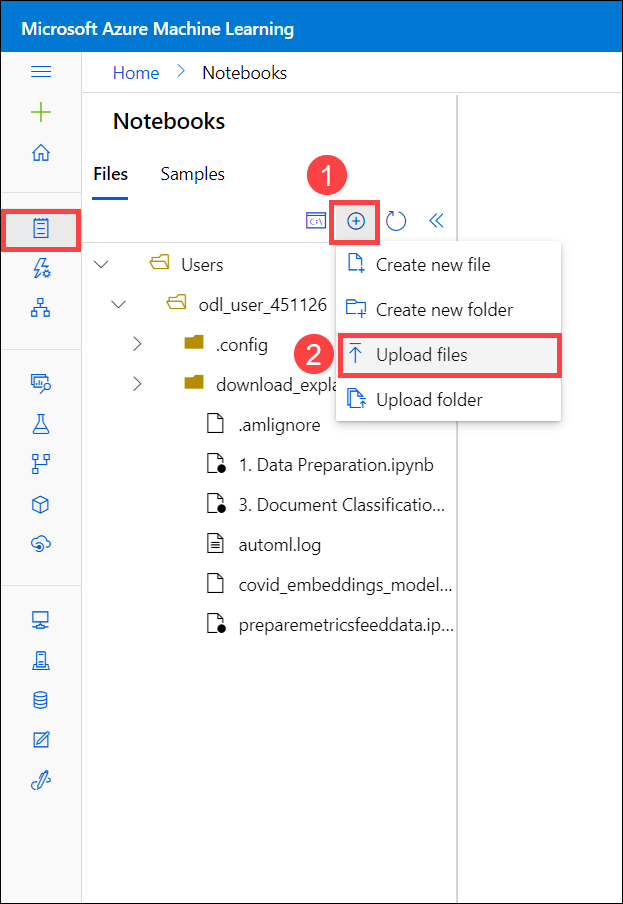 Microsoft Azure Machine Learning
Home > Notebooks
Notebooks
Files Samples
1
C:\
Users
Create new file
odl_user_451126
Create new folder
.config
2
Upload files
download_expla
Upload folder
.amlignore
1. Data Preparation.ipynb
3. Document Classificatio...
automl.log
covid_embeddings_model...
preparemetricsfeeddata.ip...